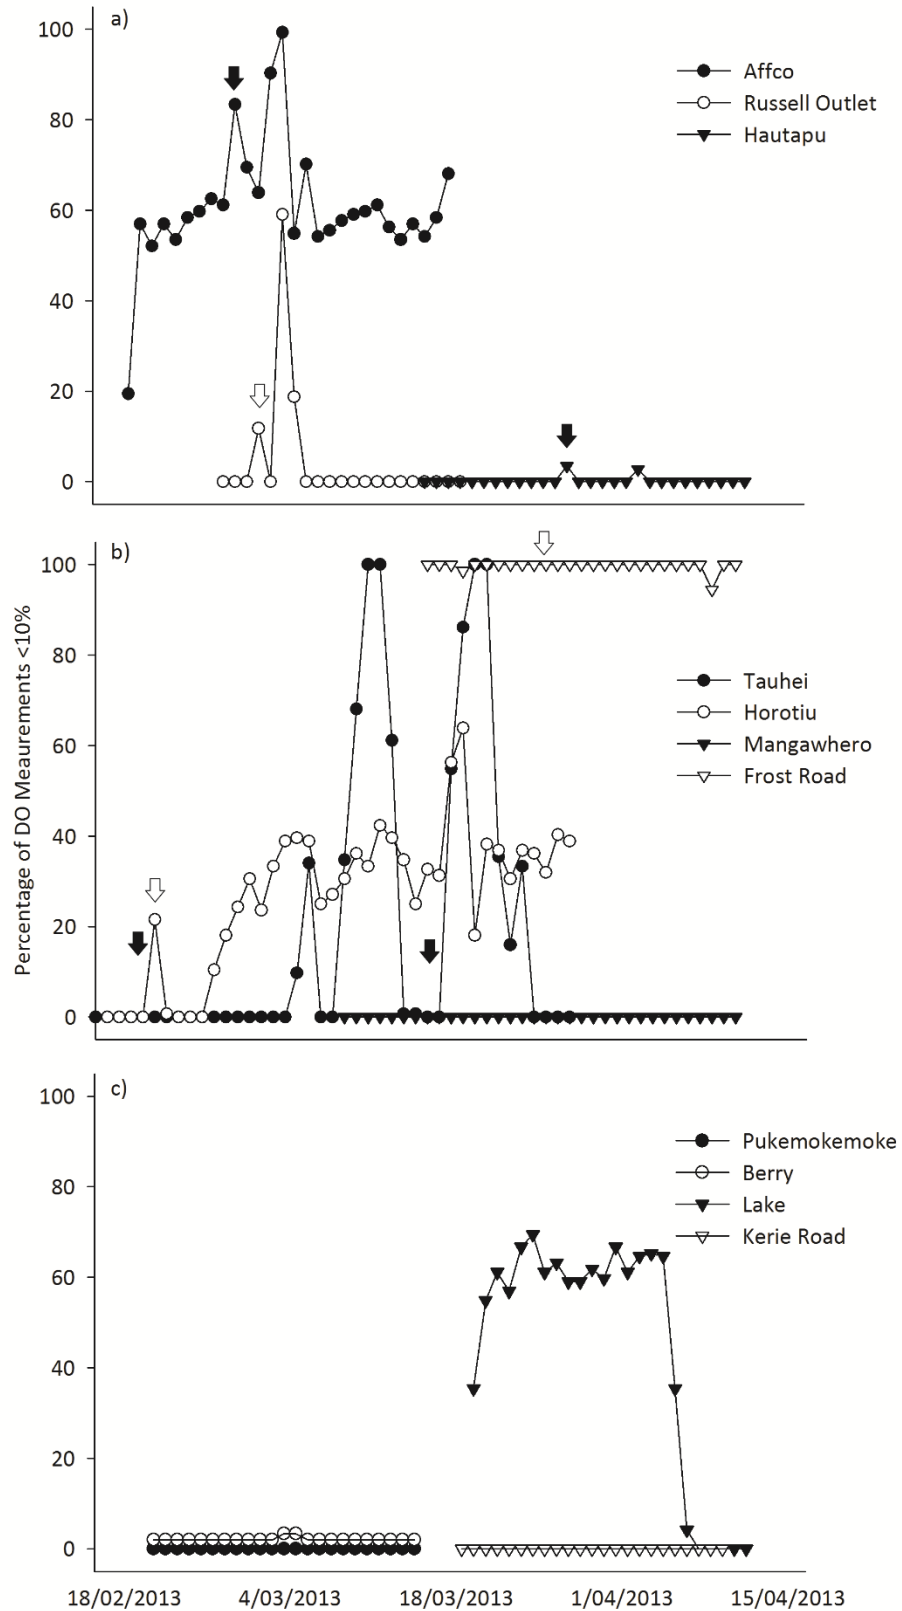 a)
100
80
60
40
20
0
Affco
Russell Outlet
Hautapu
Percentage of DO Meaurements <10%
b)
100
80
60
40
20
0
Tauhei
Horotiu
Mangawhero
Frost Road
c)
100
80
60
40
20
0
Pukemokemoke
Berry
Lake
Kerie Road
18/02/2013 4/03/2013 18/03/2013 1/04/2013 15/04/2013